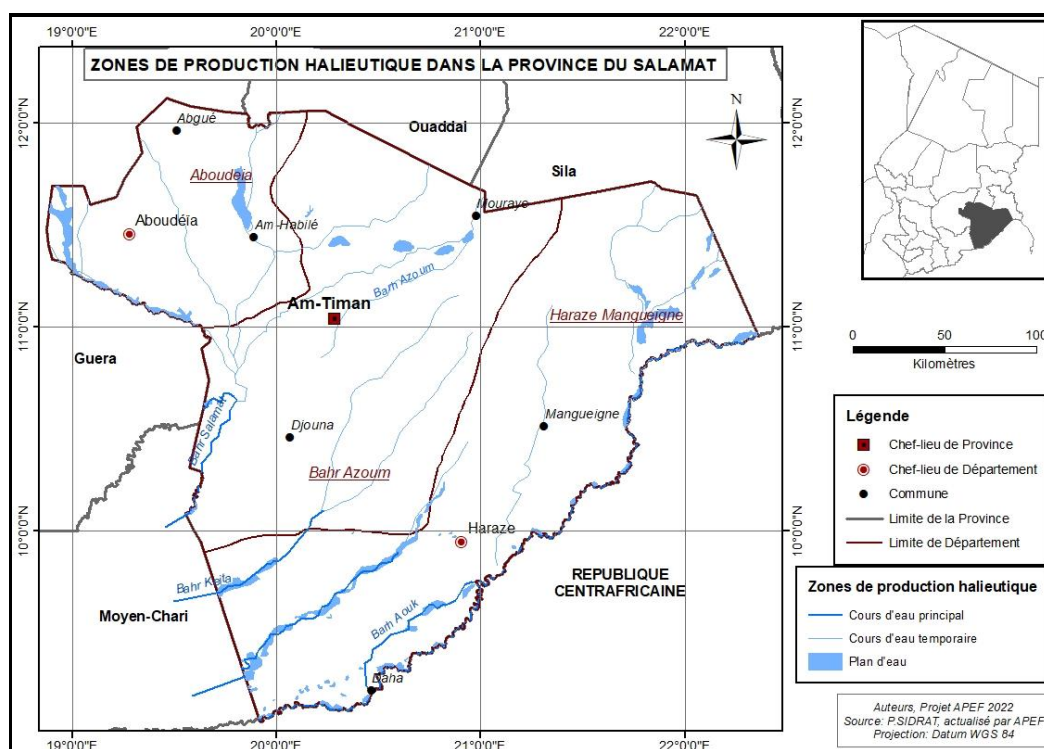 19°0'0"E 20°0'0"E 21°0'0"E 22°0'0"E
ZONES DE PRODUCTION HALIEUTIQUE DANS LA PROVINCE DU SALAMAT
12°0'0"N
12°0'0"N
11°0'0"N
11°0'0"N
10°0'0"N
10°0'0"N
N
Abgué
Ouaddai
Aboudeia
Sila
Mouraye
Aboudéïa
Am-Habilé
Barh Azoum
Am-Timan
Haraze Mangueigne
Guera
Bahr Salamat
Djouna
Mangueigne
Bahr Azoum
Haraze
Bahr Keita
REPUBLIQUE
CENTRAFRICAINE
Moyen-Chari
Barh Aouk
Daha
19°0'0"E 20°0'0"E 21°0'0"E 22°0'0"E
0 50 100
Kilomètres
Légende
Chef-lieu de Province
Chef-lieu de Département
Commune
Limite de la Province
Limite de Département
Zones de production halieutique
Cours d'eau principal
Cours d'eau temporaire
Plan d'eau
Auteurs, Projet APEF 2022
Source: P.SIDRAT, actualisé par APEF
Projection: Datum WGS 84